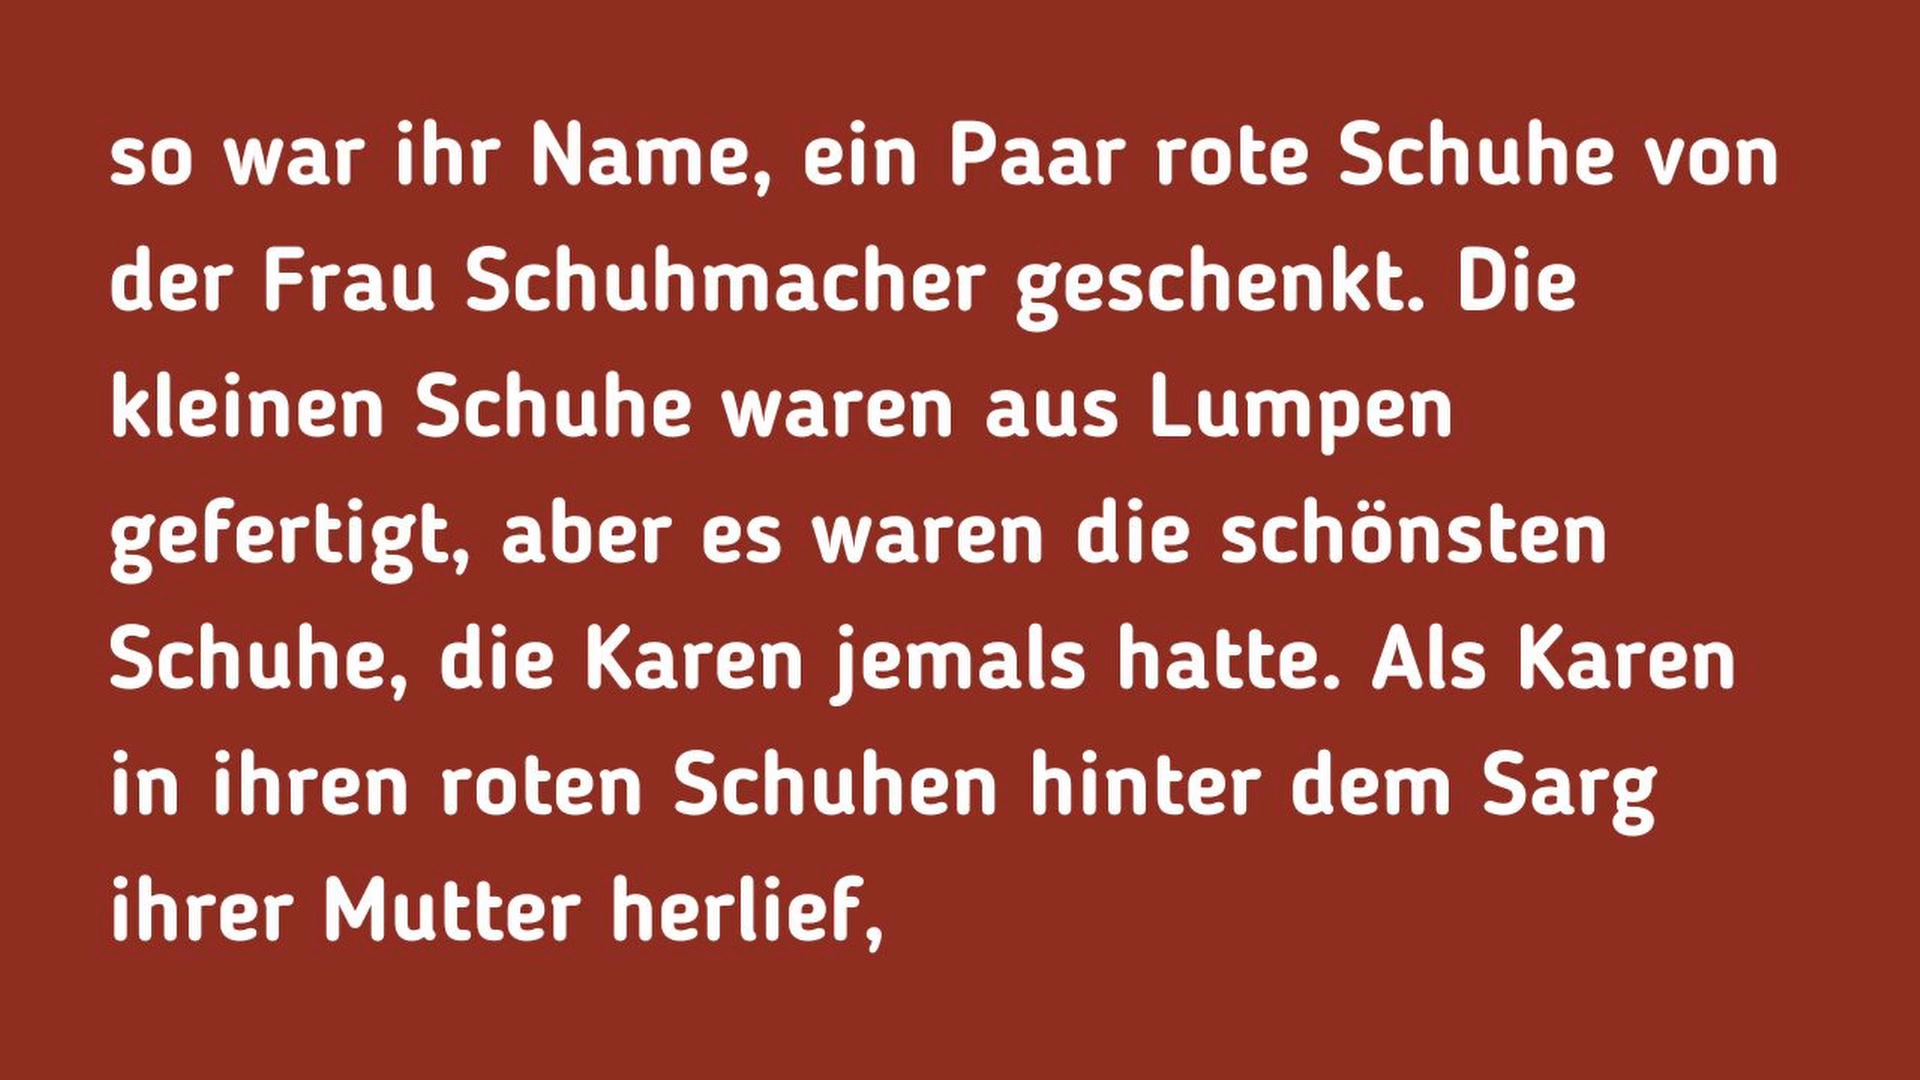 so war ihr Name, ein Paar rote Schuhe von
der Frau Schuhmacher geschenkt. Die
kleinen Schuhe waren aus Lumpen
gefertigt, aber es waren die schönsten
Schuhe, die Karen jemals hatte. Als Karen
in ihren roten Schuhen hinter dem Sarg
ihrer Mutter herlief,